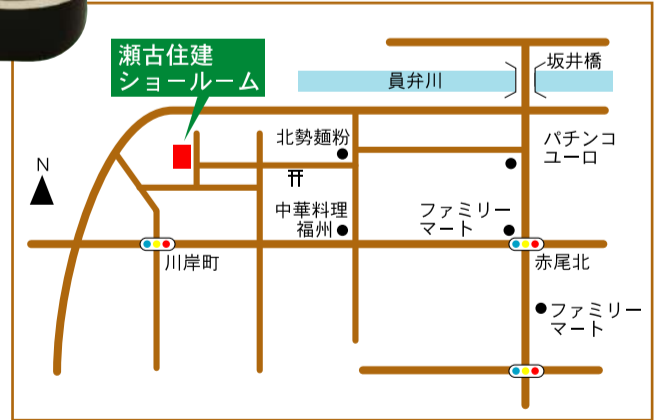 瀬古住建
ショールーム
坂井橋
員弁川
北勢麺粉
パチンコ
ユーロ
N
中華料理
福州
ファミリー
マート
川岸町
赤尾北
ファミリー
マート